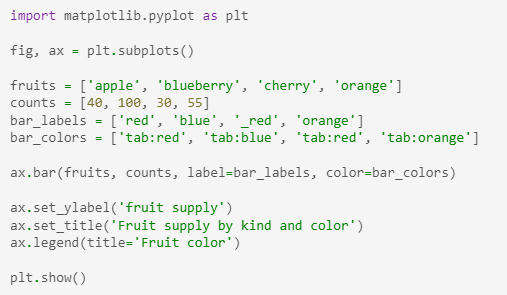 import matplotlib.pyplot as plt
fig, ax = plt.subplots()
fruits = ['apple', 'blueberry', 'cherry', 'orange']
counts = [40, 100, 30, 55]
bar_labels = ['red', 'blue', '_red', 'orange']
bar_colors = ['tab:red', 'tab:blue', 'tab:red', 'tab:orange']
ax.bar(fruits, counts, label=bar_labels, color=bar_colors)
ax.set_ylabel('fruit supply')
ax.set_title('Fruit supply by kind and color')
ax.legend(title='Fruit color')
plt.show()